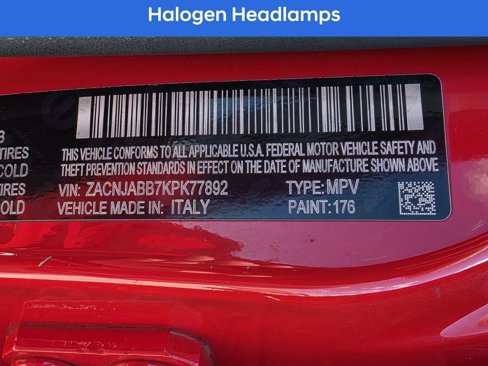 Halogen Headlamps
3
TIRES
COLD
TIRES
COLD
THIS VEHICLE CONFORMS TO ALL APPLICABLE U.S.A. FEDERAL MOTOR VEHICLE SAFETY AND
THEFT PREVENTION STANDARDS IN EFFECT ON THE DATE OF MANUFACTURE SHOWN ABOVE
VIN: ZACNJABB7KPK77892 TYPE: MPV
VEHICLE MADE IN: ITALY PAINT: 176